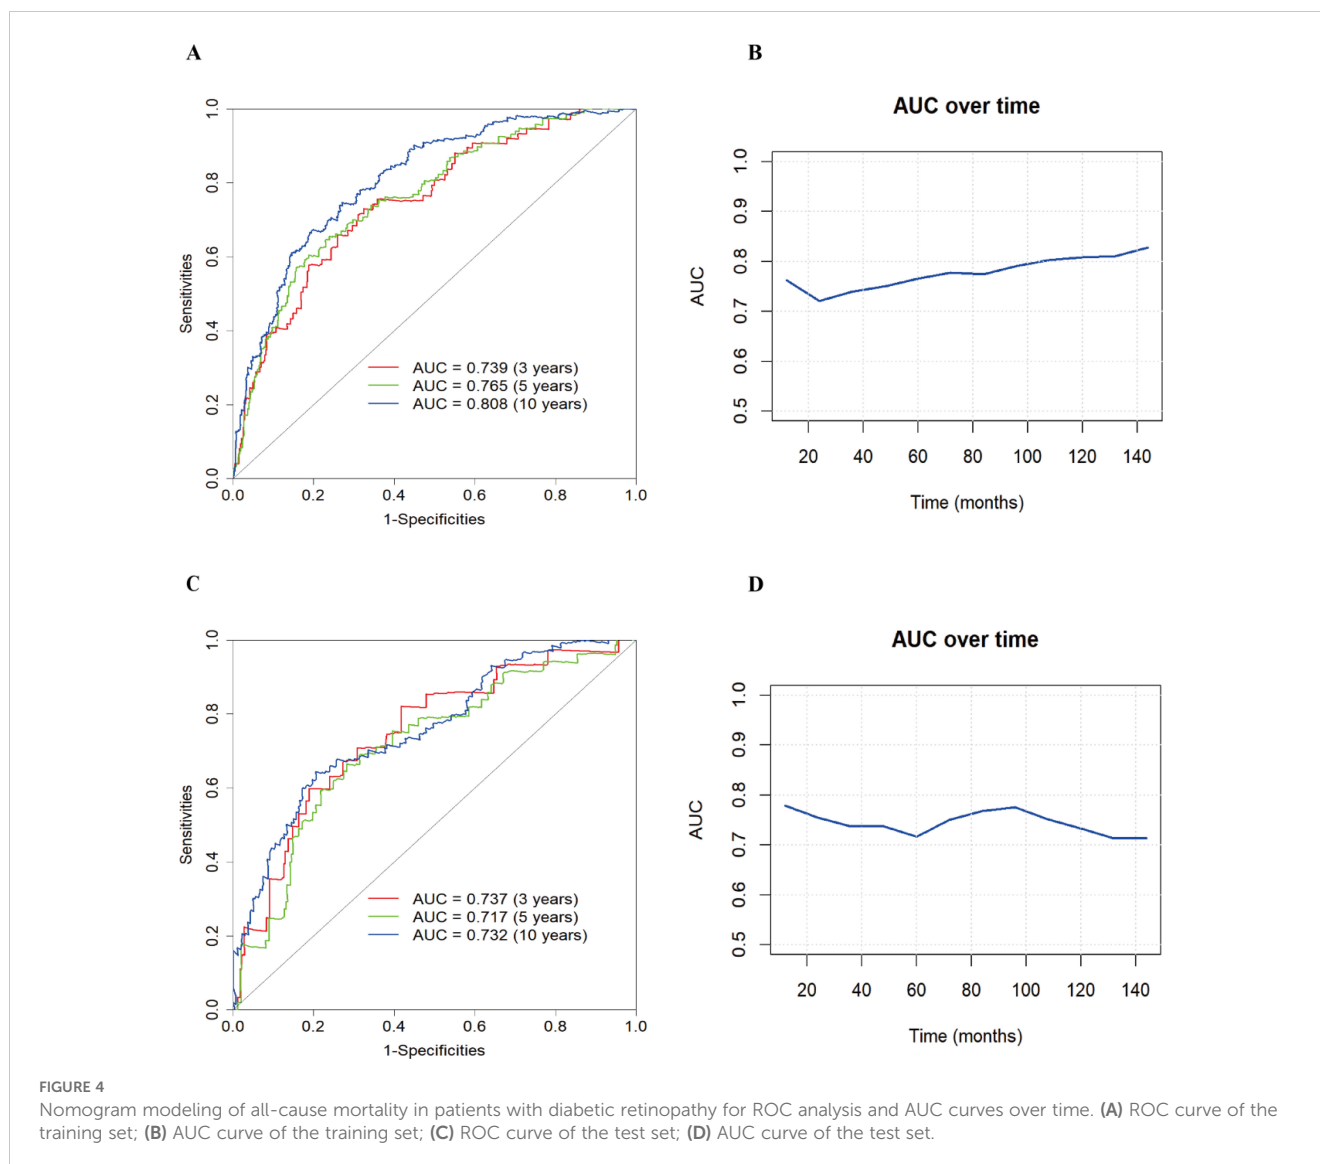 A
1.0
0.8
0.6
0.4
0.2
0.0
Sensitivities
AUC = 0.739 (3 years)
AUC = 0.765 (5 years)
AUC = 0.808 (10 years)
0.0 0.2 0.4 0.6 0.8 1.0
1-Specificities
B
AUC over time
1.0
0.9
0.8
0.7
0.6
0.5
AUC
20 40 60 80 100 120 140
Time (months)
C
1.0
0.8
0.6
0.4
0.2
0.0
Sensitivities
AUC = 0.737 (3 years)
AUC = 0.717 (5 years)
AUC = 0.732 (10 years)
0.0 0.2 0.4 0.6 0.8 1.0
1-Specificities
D
AUC over time
1.0
0.9
0.8
0.7
0.6
0.5
AUC
20 40 60 80 100 120 140
Time (months)
FIGURE 4
Nomogram modeling of all-cause mortality in patients with diabetic retinopathy for ROC analysis and AUC curves over time. (A) ROC curve of the
training set; (B) AUC curve of the training set; (C) ROC curve of the test set; (D) AUC curve of the test set.